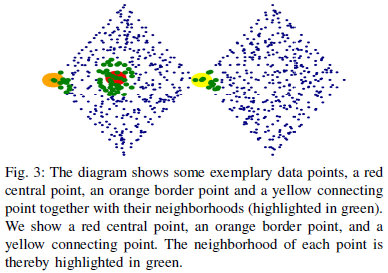 Fig. 3: The diagram shows some exemplary data points, a red
central point, an orange border point and a yellow connecting
point together with their neighborhoods (highlighted in green).
We show a red central point, an orange border point, and a
yellow connecting point. The neighborhood of each point is
thereby highlighted in green.